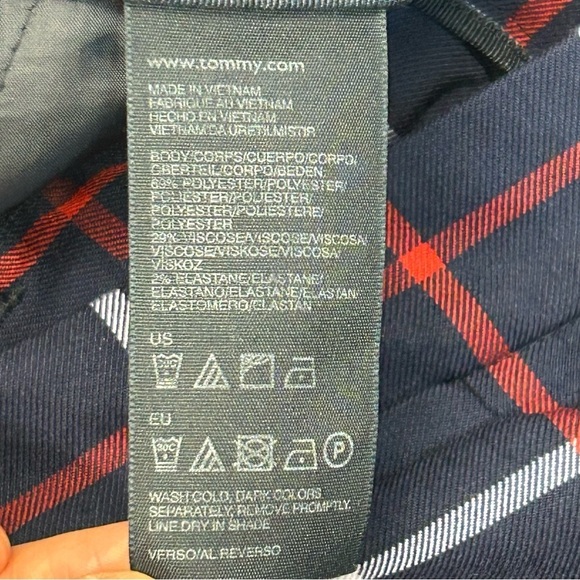 www.tommy.com
MADE IN VIETNAM
FABRIQUE AU VIETNAM
HECHO EN VIETNAM
VIETNAM DA URETILMISTIR
BODY/CORPS/CUERPO/CORPO/
OBERTEIL/CORPO/BEDEN
69% POLYESTER/POLYESTER/
POLIESTER/POLIESTER/
POLYESTER/POLIESTERE/
POLYESTER
29% VISCOSE/VISCOSE/VISCOSA/
VISCOSE/VISKOSE/VISCOSA/
VISKOZ
2% ELASTANE/ELASTANE/
ELASTANO/ELASTANE/ELASTAN/
ELASTOMERO/ELASTAN
US
EU
P
WASH COLD, DARK COLORS
SEPARATELY, REMOVE PROMPTLY.
LINE DRY IN SHADE
VERSO/AL REVERSO